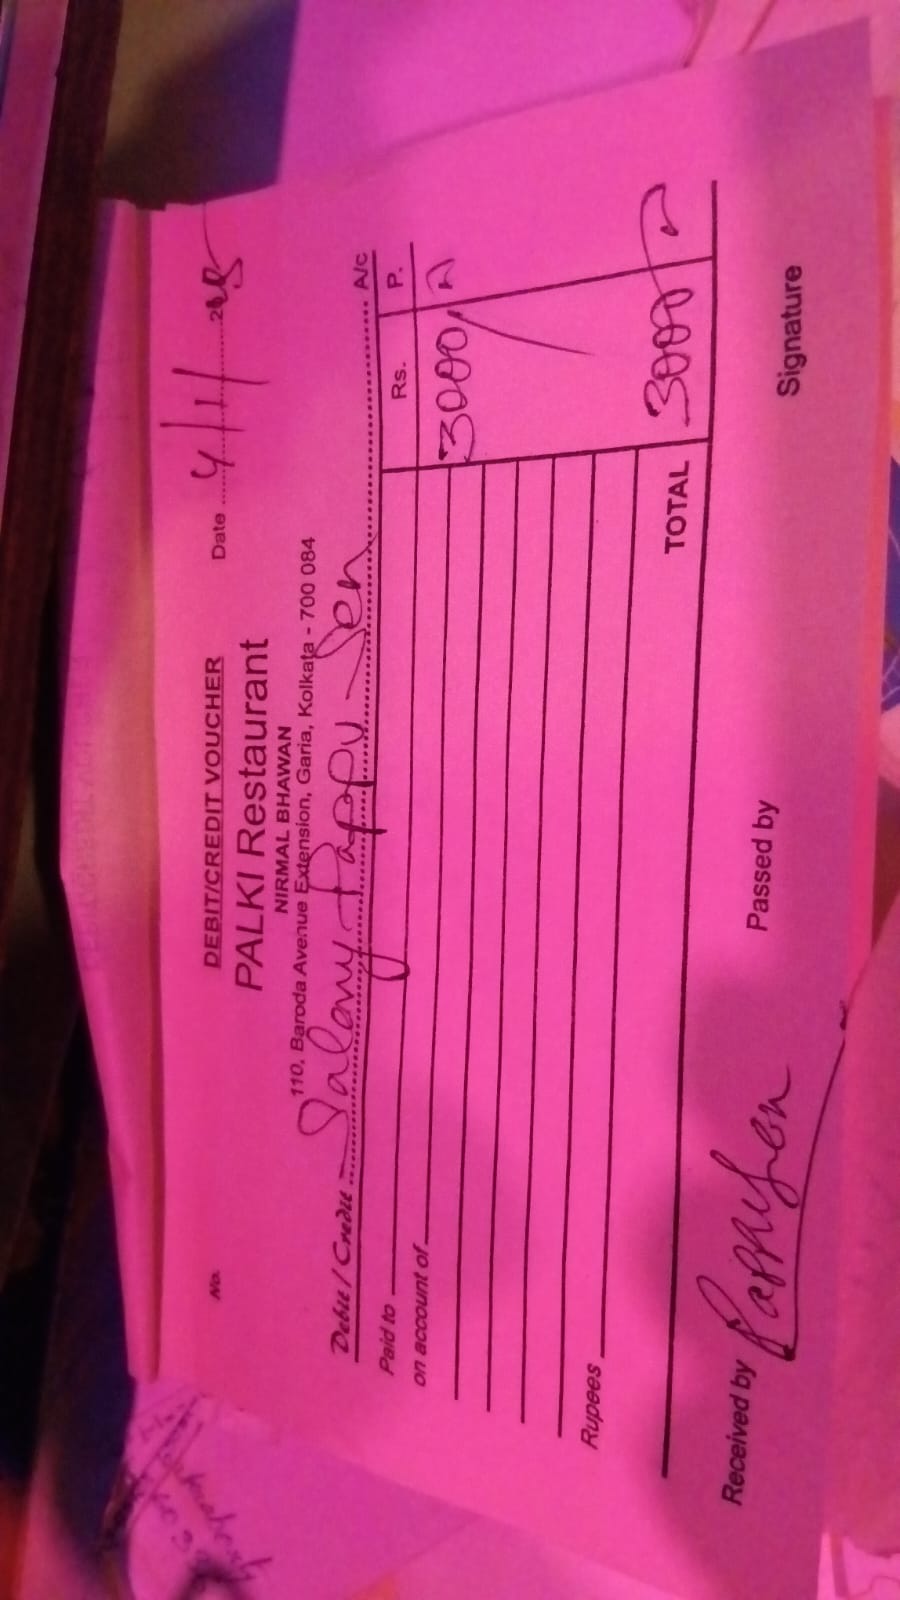 DEBIT/CREDIT VOUCHER
No.
PALKI Restaurant
Date 4/1/
NIRMAL BHAWAN
110, Baroda Avenue Extension, Garia, Kolkata - 700 084
Debit / Credit Salary Pappu Sen A/c
Rs. P.
Paid to
on account of
3000/
Rupees
TOTAL 3000/
Received by Pappu Sen
Passed by
Signature